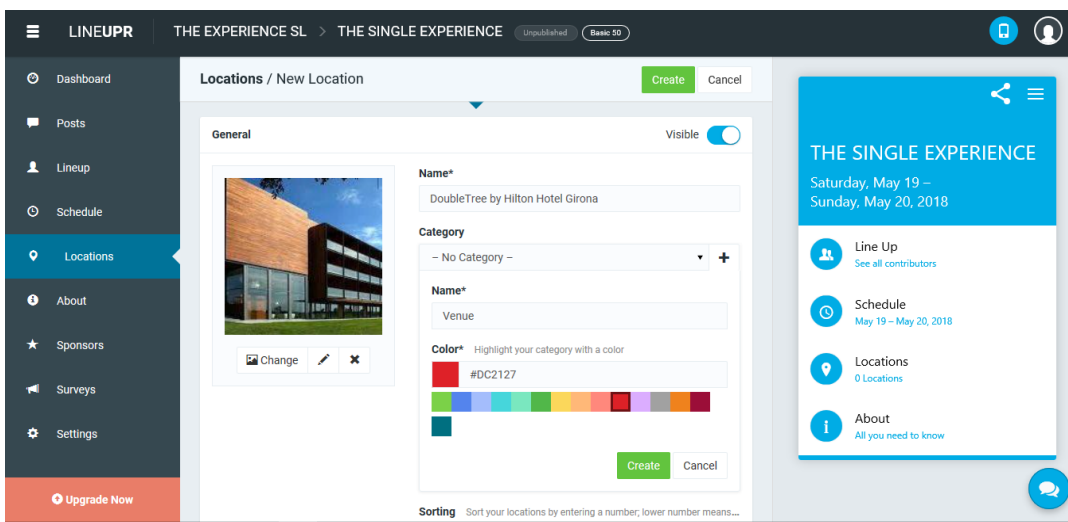 LINEUPR
THE EXPERIENCE SL > THE SINGLE EXPERIENCE
Unpublished
Basic 50
Dashboard
Posts
Lineup
Schedule
Locations
About
Sponsors
Surveys
Settings
Upgrade Now
Locations / New Location
Create
Cancel
General
Visible
Change
Name*
DoubleTree by Hilton Hotel Girona
Category
– No Category –
Name*
Venue
Color* Highlight your category with a color
#DC2127
Create
Cancel
Sorting Sort your locations by entering a number; lower number means...
THE SINGLE EXPERIENCE
Saturday, May 19 –
Sunday, May 20, 2018
Line Up
See all contributors
Schedule
May 19 – May 20, 2018
Locations
0 Locations
About
All you need to know